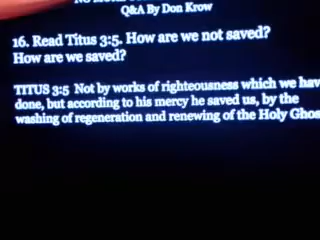 Q&A By Don Krow
16. Read Titus 3:5. How are we not saved?
How are we saved?
TITUS 3:5 Not by works of righteousness which we hav
done, but according to his mercy he saved us, by the
washing of regeneration and renewing of the Holy Ghos